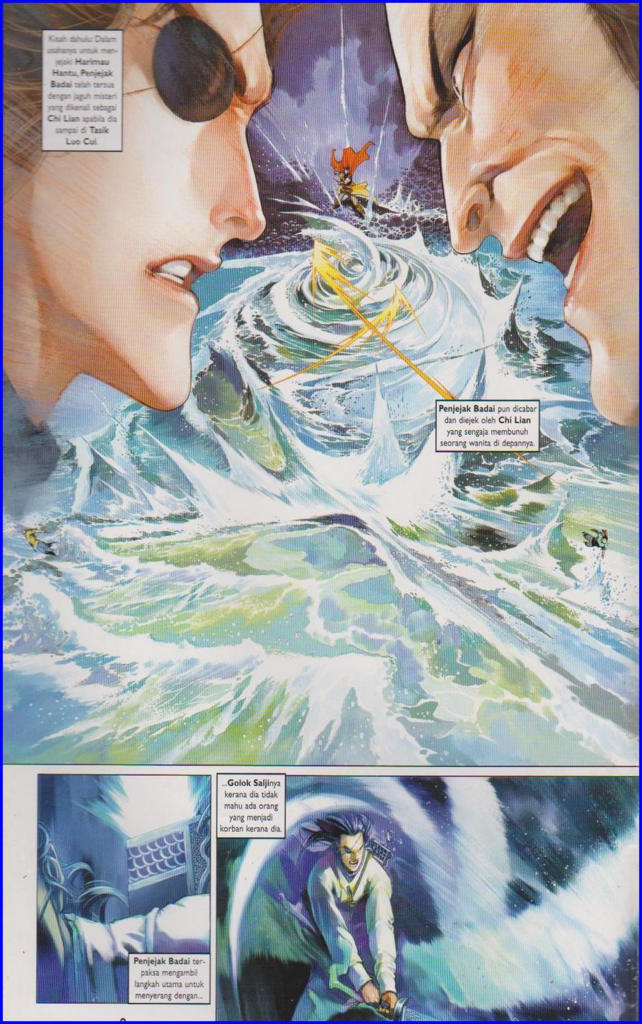 Kisah dahulu: Dalam
usahanya untuk men-
jejaki Harimau
Hantu, Penjejak
Badai telah terus
dengan jaguh misteri
yang dikenali sebagai
Chi Lian apabila dia
sampai di Tasik
Luo Cui.
Penjejak Badai pun dicabar
dan diejek oleh Chi Lian
yang sengaja membunuh
seorang wanita di depannya.
Penjejak Badai ter-
paksa mengambil
langkah utama untuk
menyerang dengan...
...Golok Saljinya
kerana dia tidak
mahu ada orang
yang menjadi
korban kerana dia.